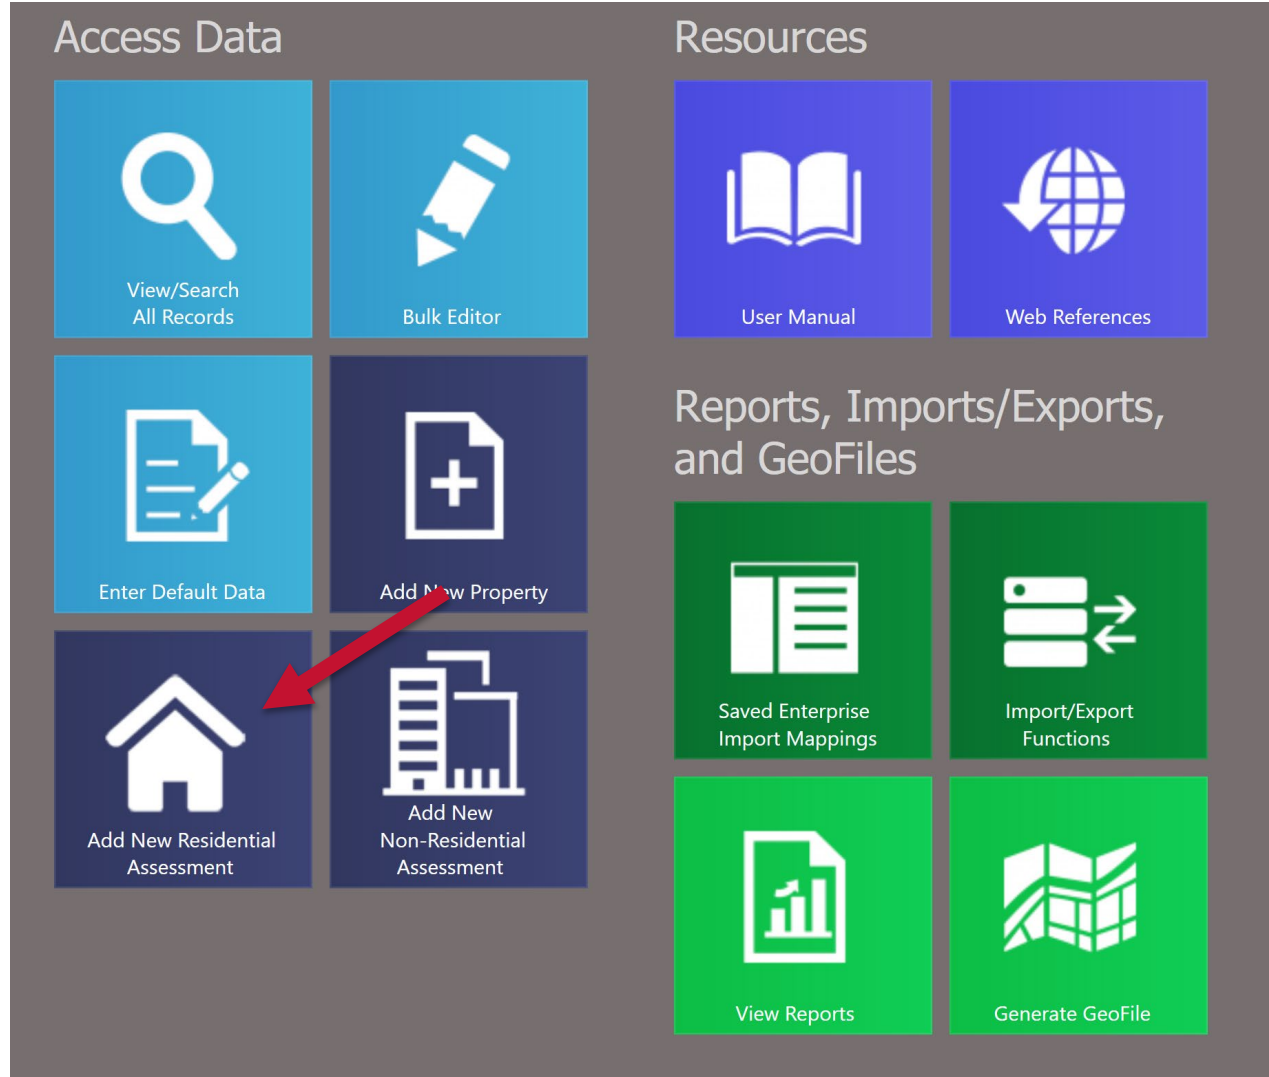 Access Data
View/Search
All Records
Bulk Editor
Enter Default Data
Add New Property
Add New Residential
Assessment
Add New
Non-Residential
Assessment
Resources
User Manual
Web References
Reports, Imports/Exports,
and GeoFiles
Saved Enterprise
Import Mappings
Import/Export
Functions
View Reports
Generate GeoFile